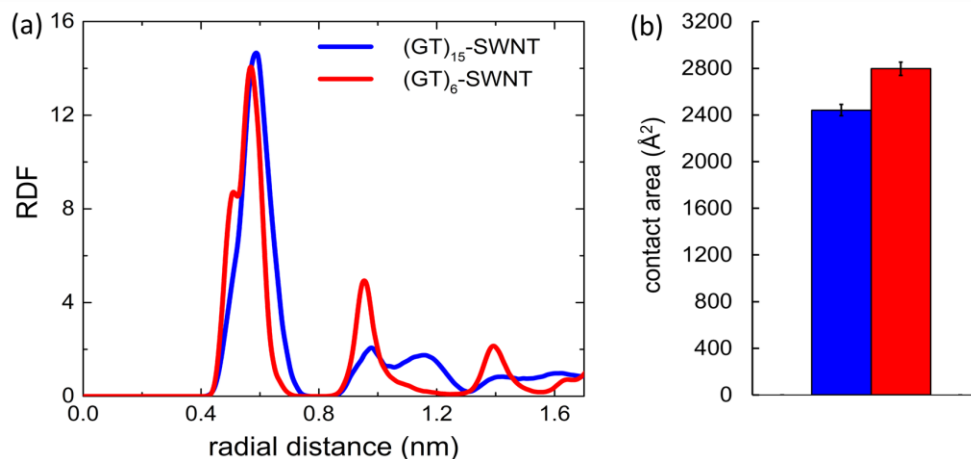 (a)
RDF
16
12
8
4
0
(GT)₁₅-SWNT
(GT)₆-SWNT
0.0 0.4 0.8 1.2 1.6
radial distance (nm)
(b)
contact area (Å²)
2800
2400
2000
1600
1200
800
400
0